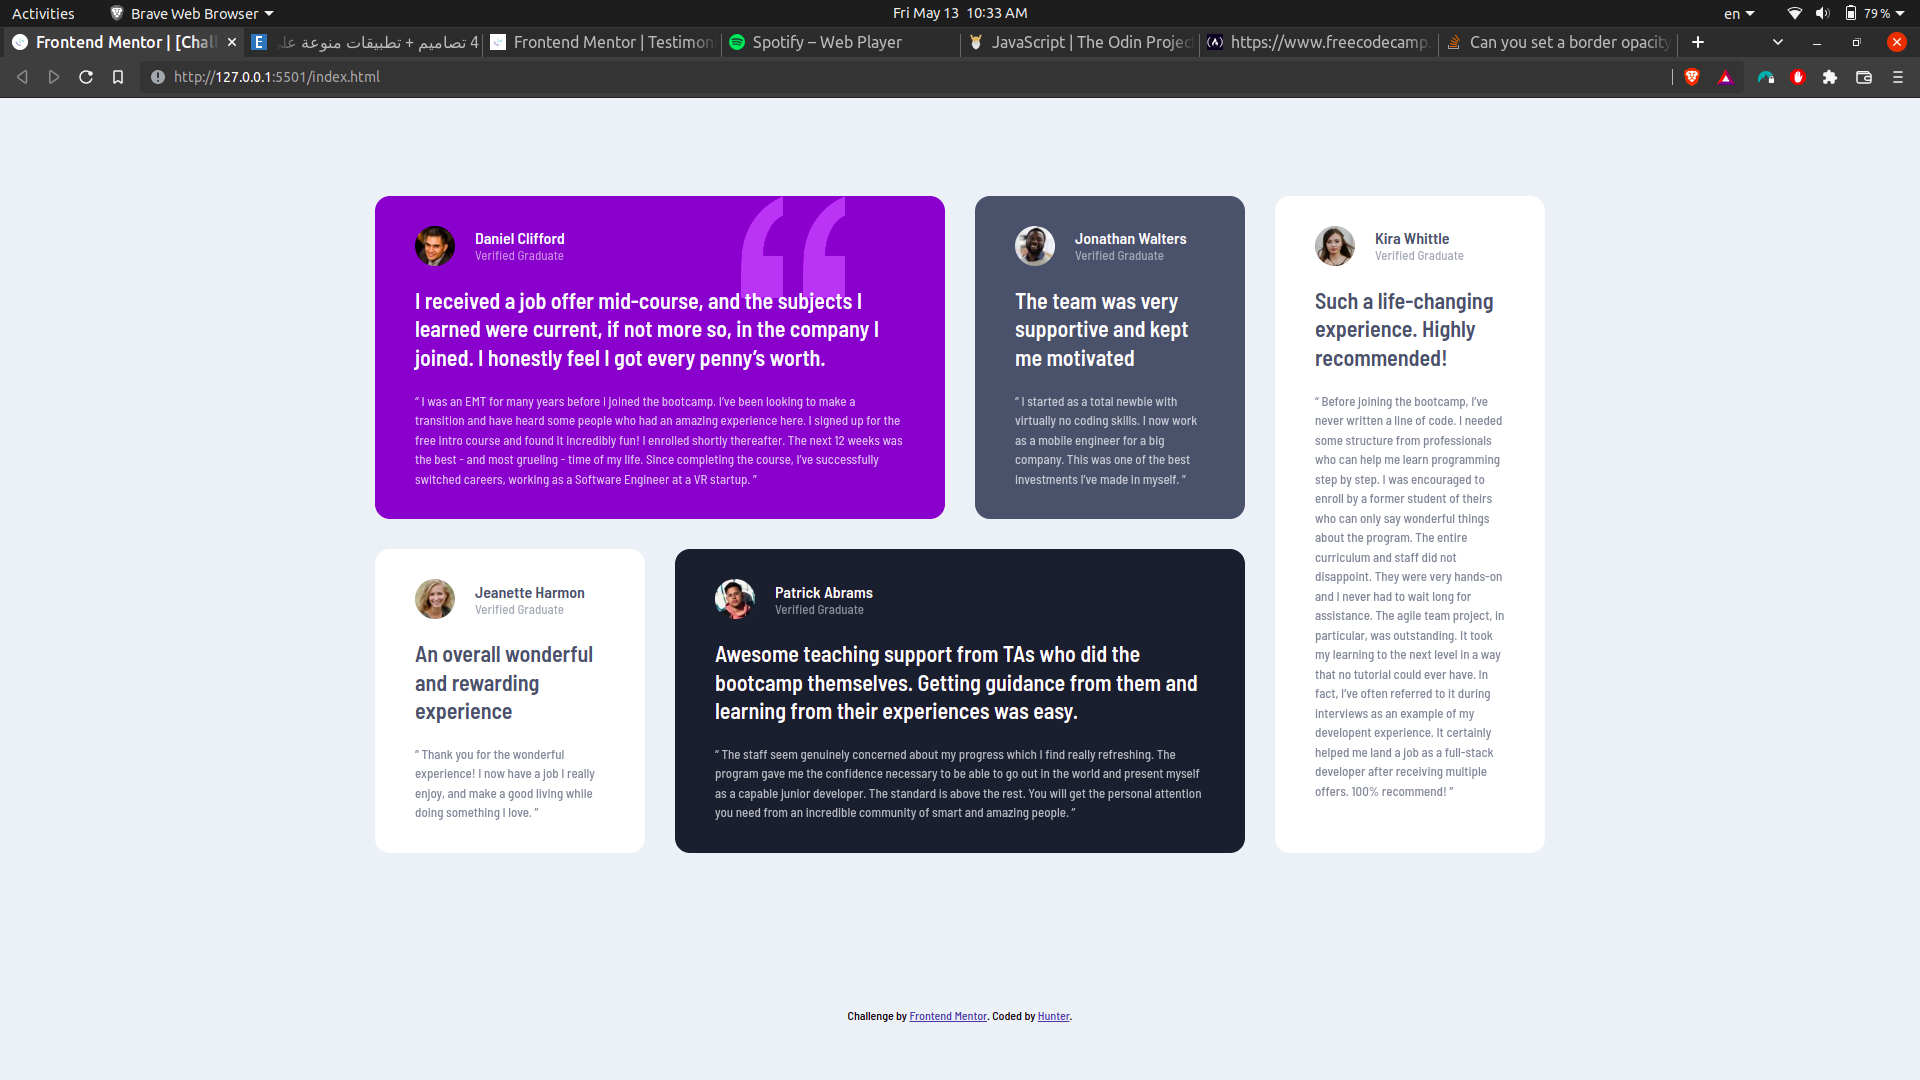 Activities
Brave Web Browser
Fri May 13 10:33 AM
en
79 %
Frontend Mentor | [Chall
4 تصاميم + تطبيقات منوعة
Frontend Mentor | Testimon
Spotify – Web Player
JavaScript | The Odin Projec
https://www.freecodecamp.
Can you set a border opacity
http://127.0.0.1:5501/index.html
Daniel Clifford
Verified Graduate
I received a job offer mid-course, and the subjects I
learned were current, if not more so, in the company I
joined. I honestly feel I got every penny’s worth.
“ I was an EMT for many years before I joined the bootcamp. I’ve been looking to make a
transition and have heard some people who had an amazing experience here. I signed up for the
free intro course and found it incredibly fun! I enrolled shortly thereafter. The next 12 weeks was
the best - and most grueling - time of my life. Since completing the course, I’ve successfully
switched careers, working as a Software Engineer at a VR startup. ”
Jonathan Walters
Verified Graduate
The team was very
supportive and kept
me motivated
“ I started as a total newbie with
virtually no coding skills. I now work
as a mobile engineer for a big
company. This was one of the best
investments I’ve made in myself. ”
Kira Whittle
Verified Graduate
Such a life-changing
experience. Highly
recommended!
“ Before joining the bootcamp, I’ve
never written a line of code. I needed
some structure from professionals
who can help me learn programming
step by step. I was encouraged to
enroll by a former student of theirs
who can only say wonderful things
about the program. The entire
curriculum and staff did not
disappoint. They were very hands-on
and I never had to wait long for
assistance. The agile team project, in
particular, was outstanding. It took
my learning to the next level in a way
that no tutorial could ever have. In
fact, I’ve often referred to it during
interviews as an example of my
developent experience. It certainly
helped me land a job as a full-stack
developer after receiving multiple
offers. 100% recommend! ”
Jeanette Harmon
Verified Graduate
An overall wonderful
and rewarding
experience
“ Thank you for the wonderful
experience! I now have a job I really
enjoy, and make a good living while
doing something I love. ”
Patrick Abrams
Verified Graduate
Awesome teaching support from TAs who did the
bootcamp themselves. Getting guidance from them and
learning from their experiences was easy.
“ The staff seem genuinely concerned about my progress which I find really refreshing. The
program gave me the confidence necessary to be able to go out in the world and present myself
as a capable junior developer. The standard is above the rest. You will get the personal attention
you need from an incredible community of smart and amazing people. ”
Challenge by Frontend Mentor. Coded by Hunter.